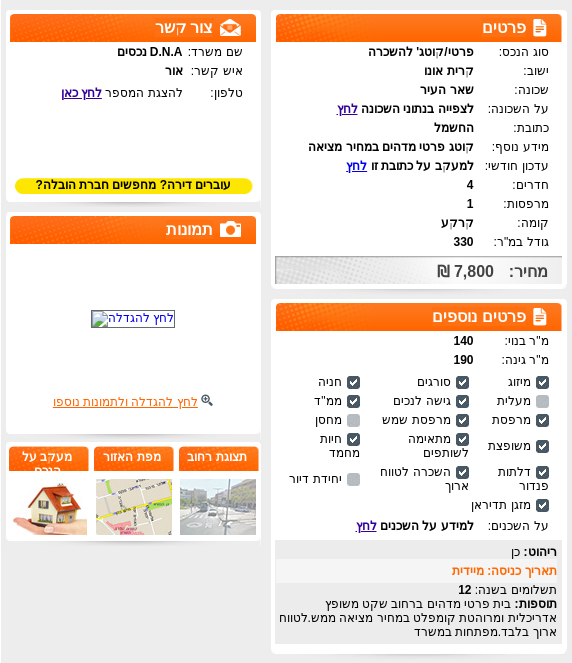 פרטים
סוג הנכס: פרטי/קוטג' להשכרה
ישוב: קרית אונו
שכונה: שאר העיר
על השכונה: לצפייה בנתוני השכונה לחץ
כתובת: החשמל
מידע נוסף: קוטג פרטי מדהים במחיר מציאה
עדכון חודשי: למעקב על כתובת זו לחץ
חדרים: 4
מרפסות: 1
קומה: קרקע
גודל במ"ר: 330
מחיר: 7,800 ₪
פרטים נוספים
מ"ר בנוי: 140
מ"ר גינה: 190
מיזוג סורגים חניה
מעלית גישה לנכים ממ"ד
מרפסת מרפסת שמש מחסן
משופצת מתאימה לשותפים חיות מחמד
דלתות פנדור השכרה לטווח ארוך יחידת דיור
מזגן תדיראן
על השכנים: למידע על השכנים לחץ
ריהוט: כן
תאריך כניסה: מיידית
תשלומים בשנה: 12
תוספות: בית פרטי מדהים ברחוב שקט משופץ
אדריכלית ומרוהטת קומפלט במחיר מציאה ממש.לטווח
ארוך בלבד.מפתחות במשרד
צור קשר
שם משרד: D.N.A נכסים
איש קשר: אור
טלפון: להצגת המספר לחץ כאן
עוברים דירה? מחפשים חברת הובלה?
תמונות
לחץ להגדלה
לחץ להגדלה ולתמונות נוספו
תצוגת רחוב
מפת האזור
מעקב על
הנכס